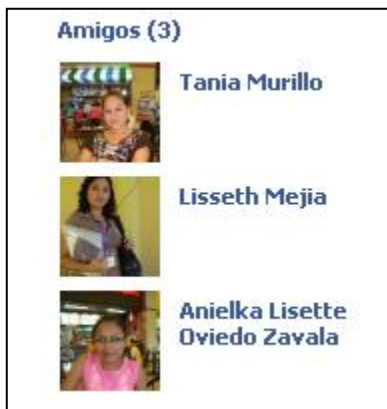 Amigos (3)
Tania Murillo
Lisseth Mejia
Anielka Lisette
Oviedo Zavala